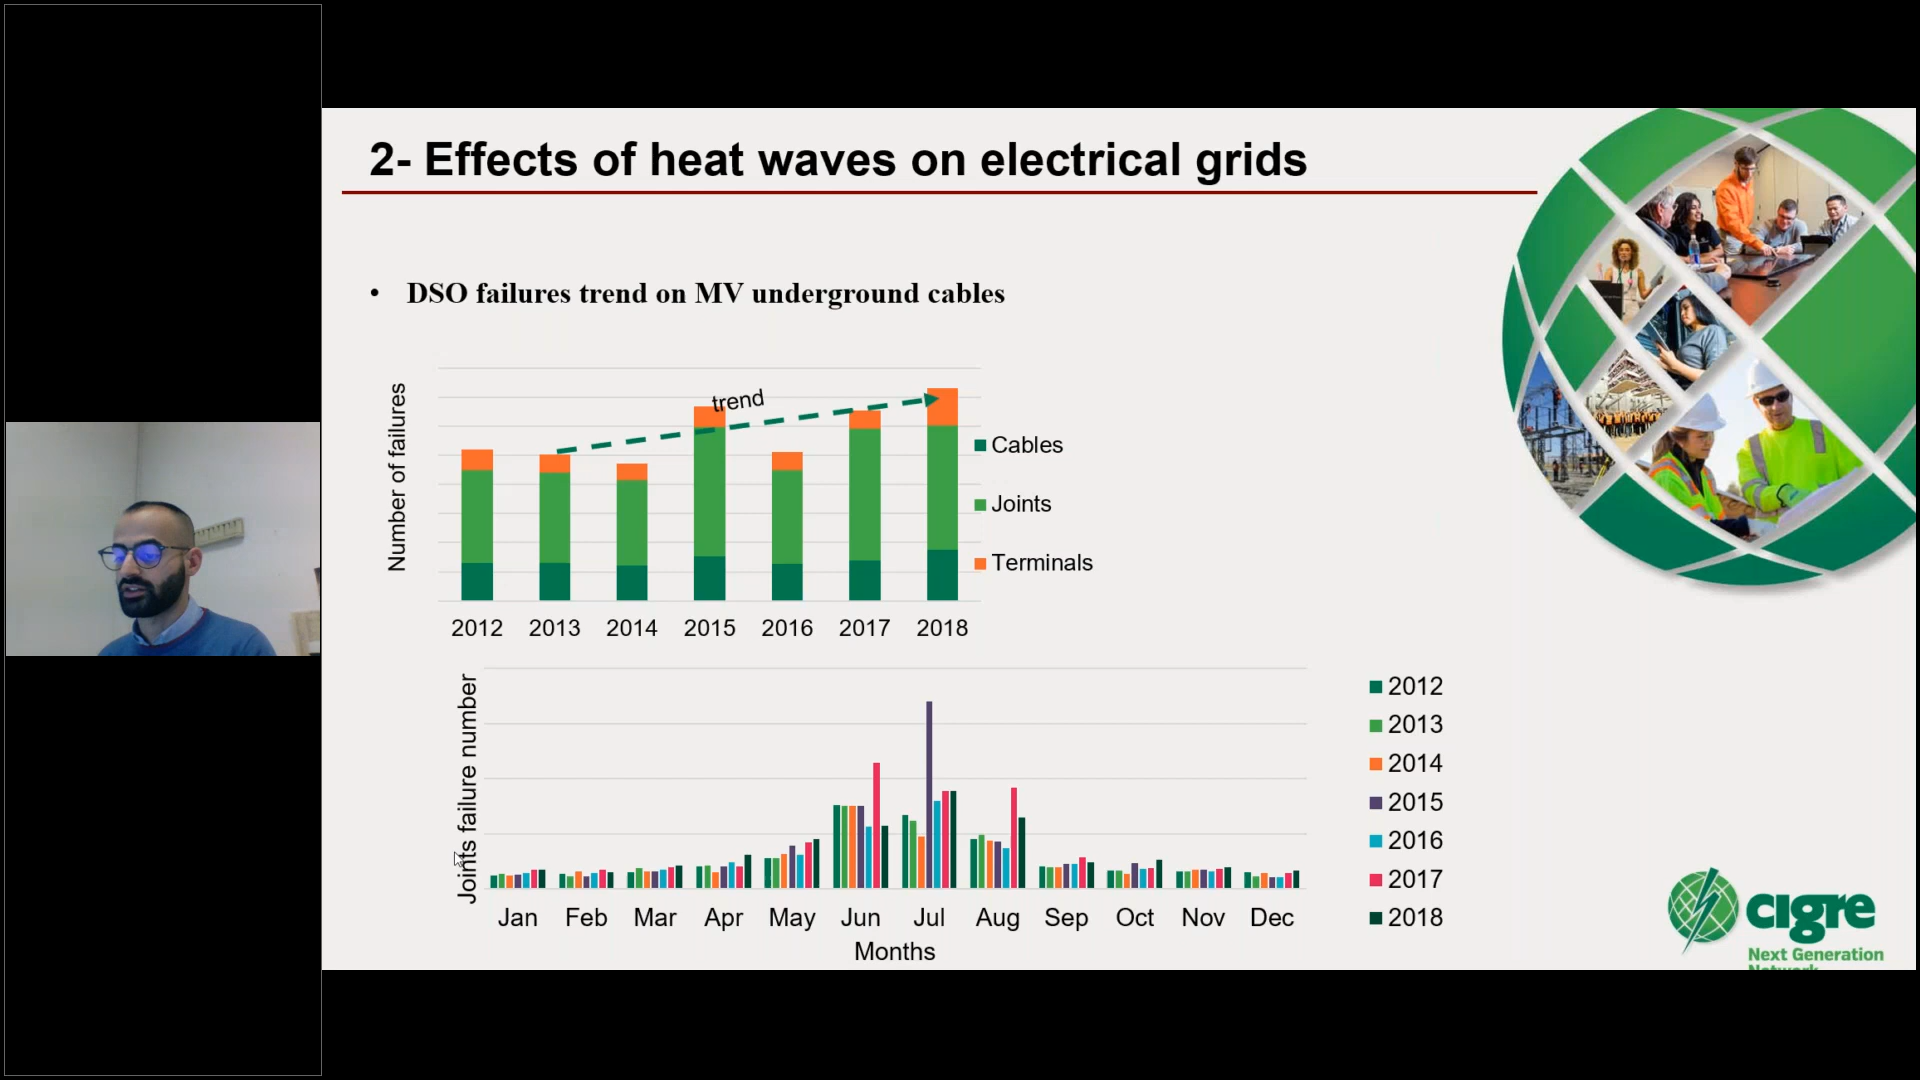 2- Effects of heat waves on electrical grids
• DSO failures trend on MV underground cables
Number of failures
trend
Cables
Joints
Terminals
2012 2013 2014 2015 2016 2017 2018
Joints failure number
2012
2013
2014
2015
2016
2017
2018
Jan Feb Mar Apr May Jun Jul Aug Sep Oct Nov Dec
Months
cigre
Next Generation
Network